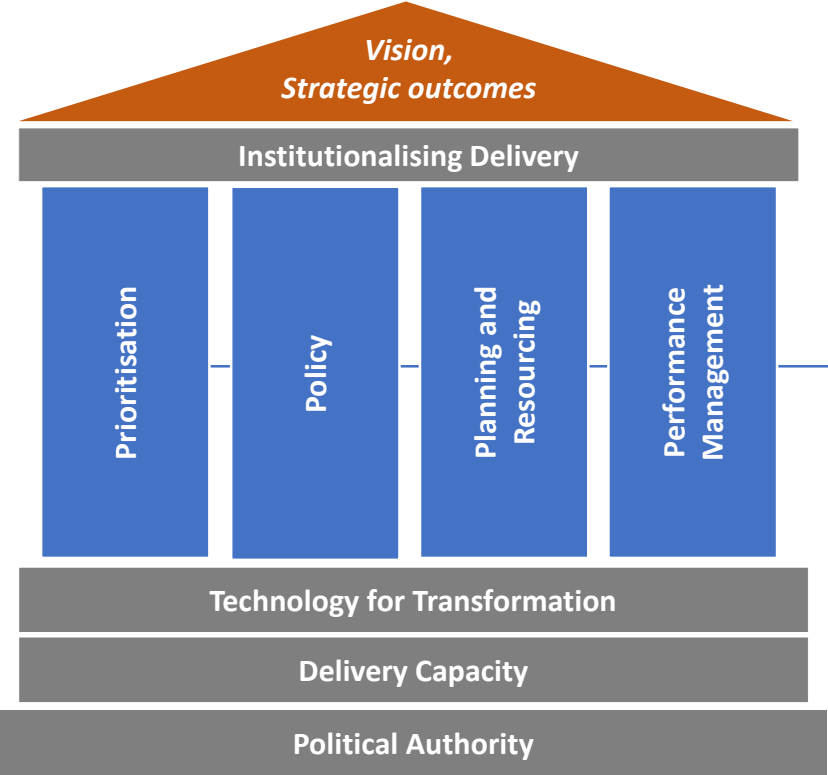 Vision,
Strategic outcomes
Institutionalising Delivery
Prioritisation
Policy
Planning and
Resourcing
Performance
Management
Technology for Transformation
Delivery Capacity
Political Authority